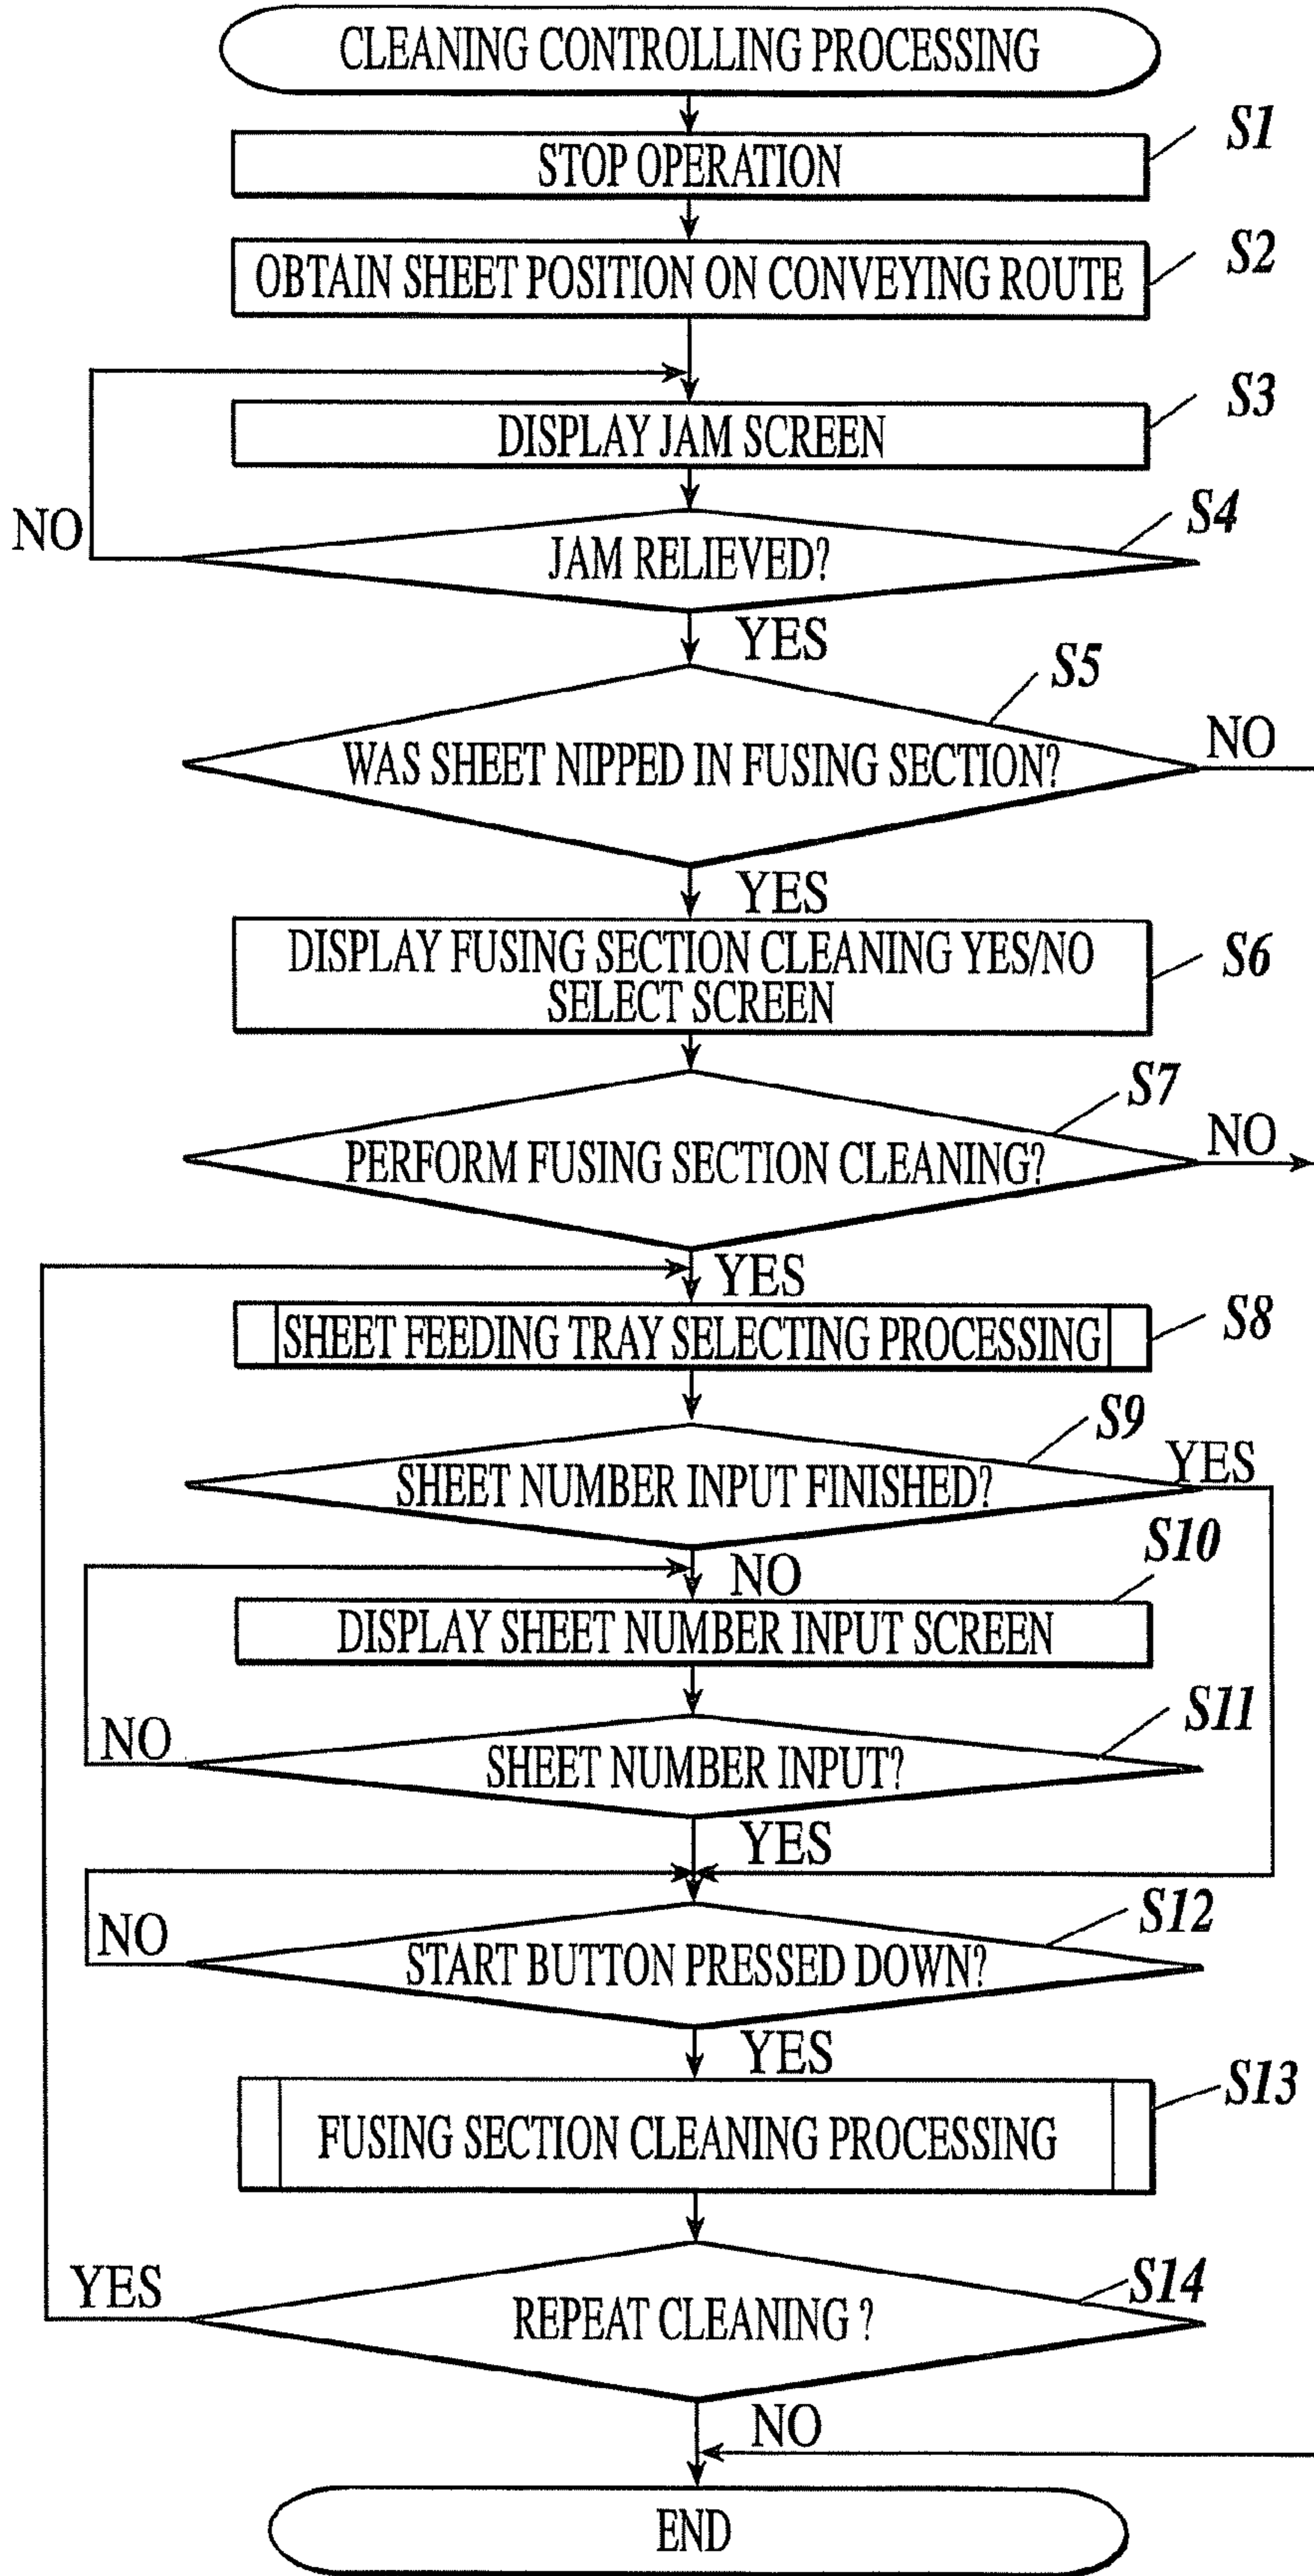 CLEANING CONTROLLING PROCESSING
S1
STOP OPERATION
S2
OBTAIN SHEET POSITION ON CONVEYING ROUTE
S3
DISPLAY JAM SCREEN
S4
NO
JAM RELIEVED?
YES
S5
NO
WAS SHEET NIPPED IN FUSING SECTION?
YES
DISPLAY FUSING SECTION CLEANING YES/NO
SELECT SCREEN
S6
S7
NO
PERFORM FUSING SECTION CLEANING?
YES
S8
SHEET FEEDING TRAY SELECTING PROCESSING
S9
YES
SHEET NUMBER INPUT FINISHED?
S10
NO
DISPLAY SHEET NUMBER INPUT SCREEN
S11
NO
SHEET NUMBER INPUT?
YES
S12
NO
START BUTTON PRESSED DOWN?
YES
S13
FUSING SECTION CLEANING PROCESSING
S14
YES
REPEAT CLEANING ?
NO
END